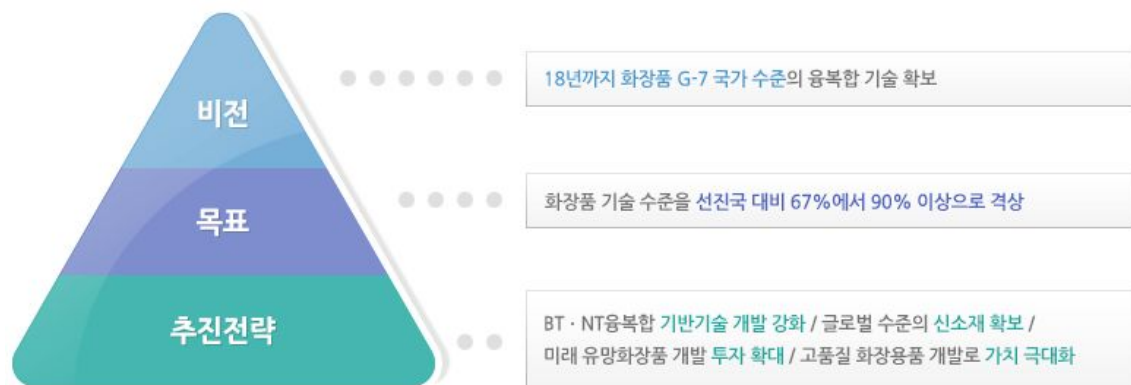 비전
18년까지 화장품 G-7 국가 수준의 융복합 기술 확보
목표
화장품 기술 수준을 선진국 대비 67%에서 90% 이상으로 격상
추진전략
BT · NT융복합 기반기술 개발 강화 / 글로벌 수준의 신소재 확보 /
미래 유망화장품 개발 투자 확대 / 고품질 화장용품 개발로 가치 극대화